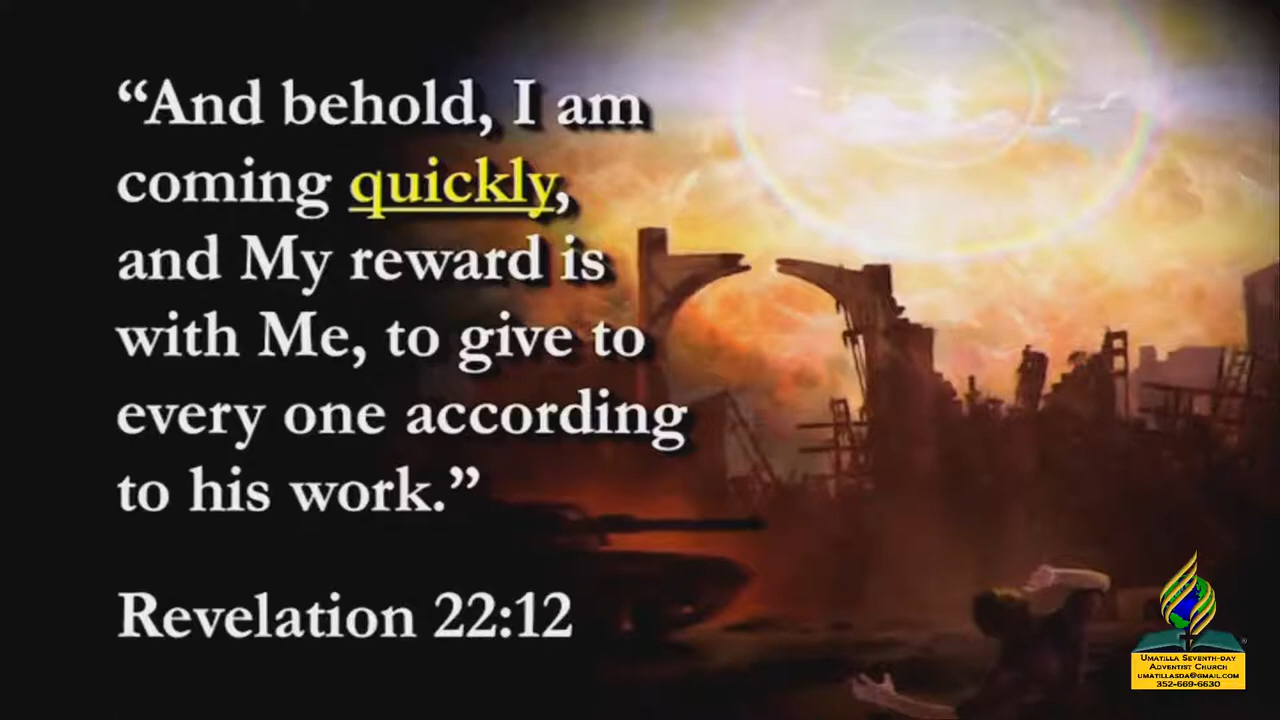 “And behold, I am
coming quickly,
and My reward is
with Me, to give to
every one according
to his work.”
Revelation 22:12
Umatilla Seventh-day
Adventist Church
umatillasda@gmail.com
352-669-6630